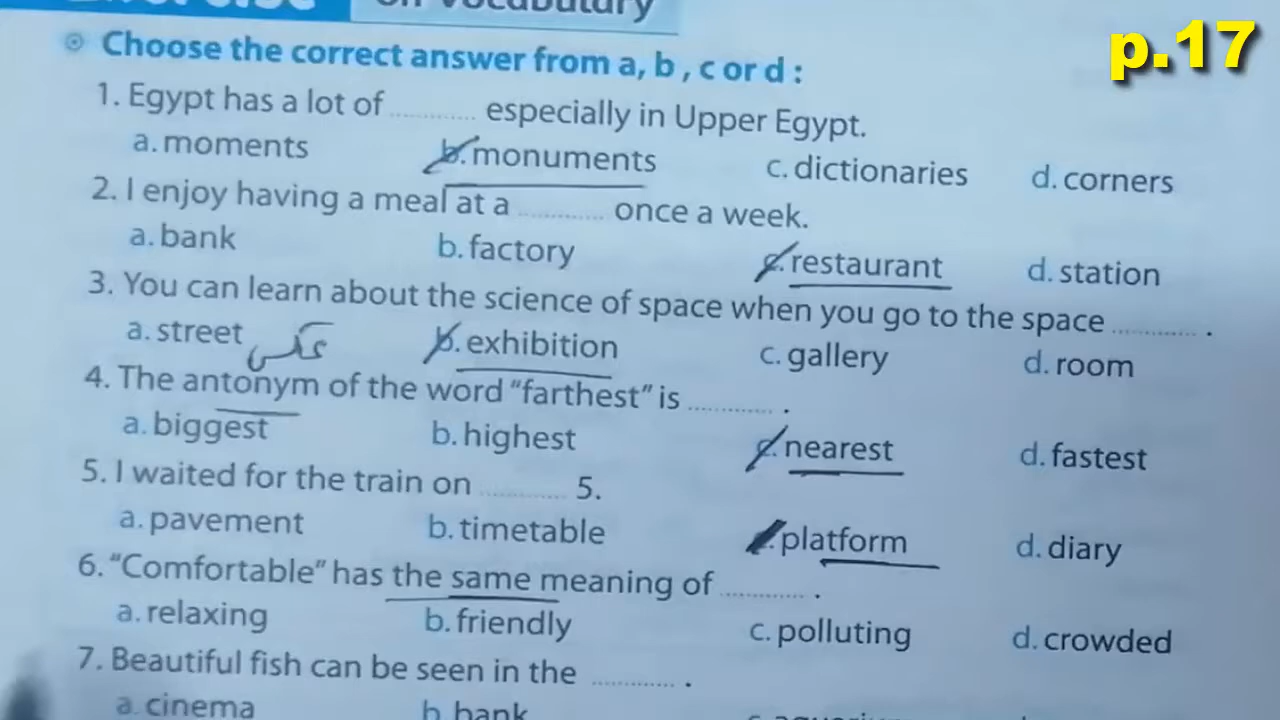 on Vocabulary
p.17
Choose the correct answer from a, b , c or d :
1. Egypt has a lot of ............ especially in Upper Egypt.
a. moments b. monuments c. dictionaries d. corners
2. I enjoy having a meal at a ............ once a week.
a. bank b. factory c. restaurant d. station
3. You can learn about the science of space when you go to the space ............ .
a. street b. exhibition c. gallery d. room
عكس
4. The antonym of the word “farthest” is ............ .
a. biggest b. highest c. nearest d. fastest
5. I waited for the train on ............ 5.
a. pavement b. timetable c. platform d. diary
6. “Comfortable” has the same meaning of ............ .
a. relaxing b. friendly c. polluting d. crowded
7. Beautiful fish can be seen in the ............ .
a. cinema b. bank